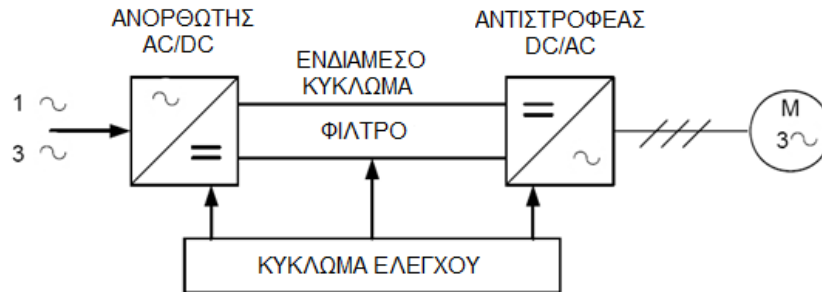 ΑΝΟΡΘΩΤΗΣ
AC/DC
ΑΝΤΙΣΤΡΟΦΕΑΣ
DC/AC
ΕΝΔΙΑΜΕΣΟ
ΚΥΚΛΩΜΑ
1 ~
3 ~
~
=
ΦΙΛΤΡΟ
=
~
M
3~
ΚΥΚΛΩΜΑ ΕΛΕΓΧΟΥ